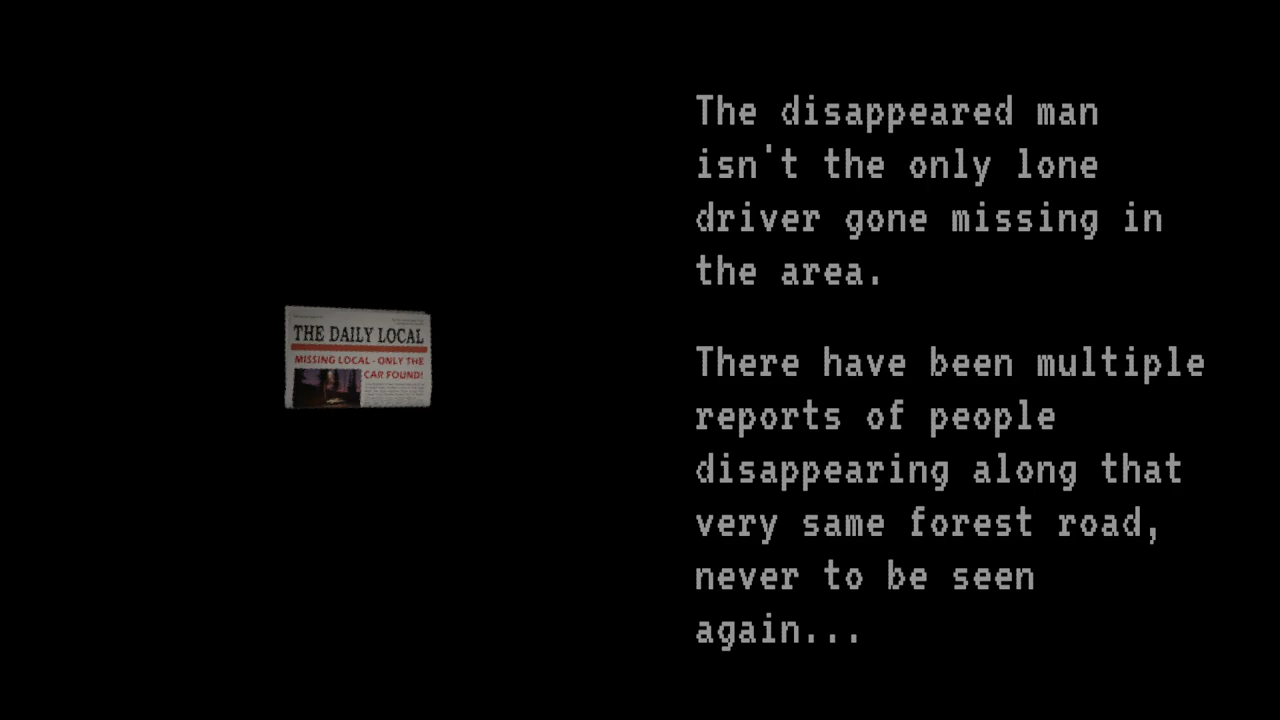 THE DAILY LOCAL
MISSING LOCAL - ONLY THE
CAR FOUND!
The disappeared man
isn't the only lone
driver gone missing in
the area.
There have been multiple
reports of people
disappearing along that
very same forest road,
never to be seen
again...